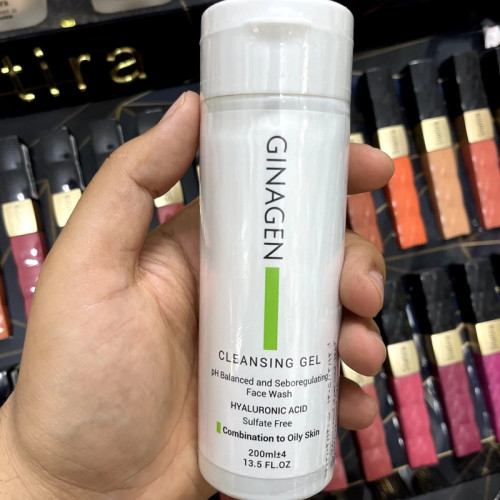 tira
GINAGEN
CLEANSING GEL
pH Balanced and Seboregulating
Face Wash
HYALURONIC ACID
Sulfate Free
Combination to Oily Skin
200ml±4
13.5 FL.OZ